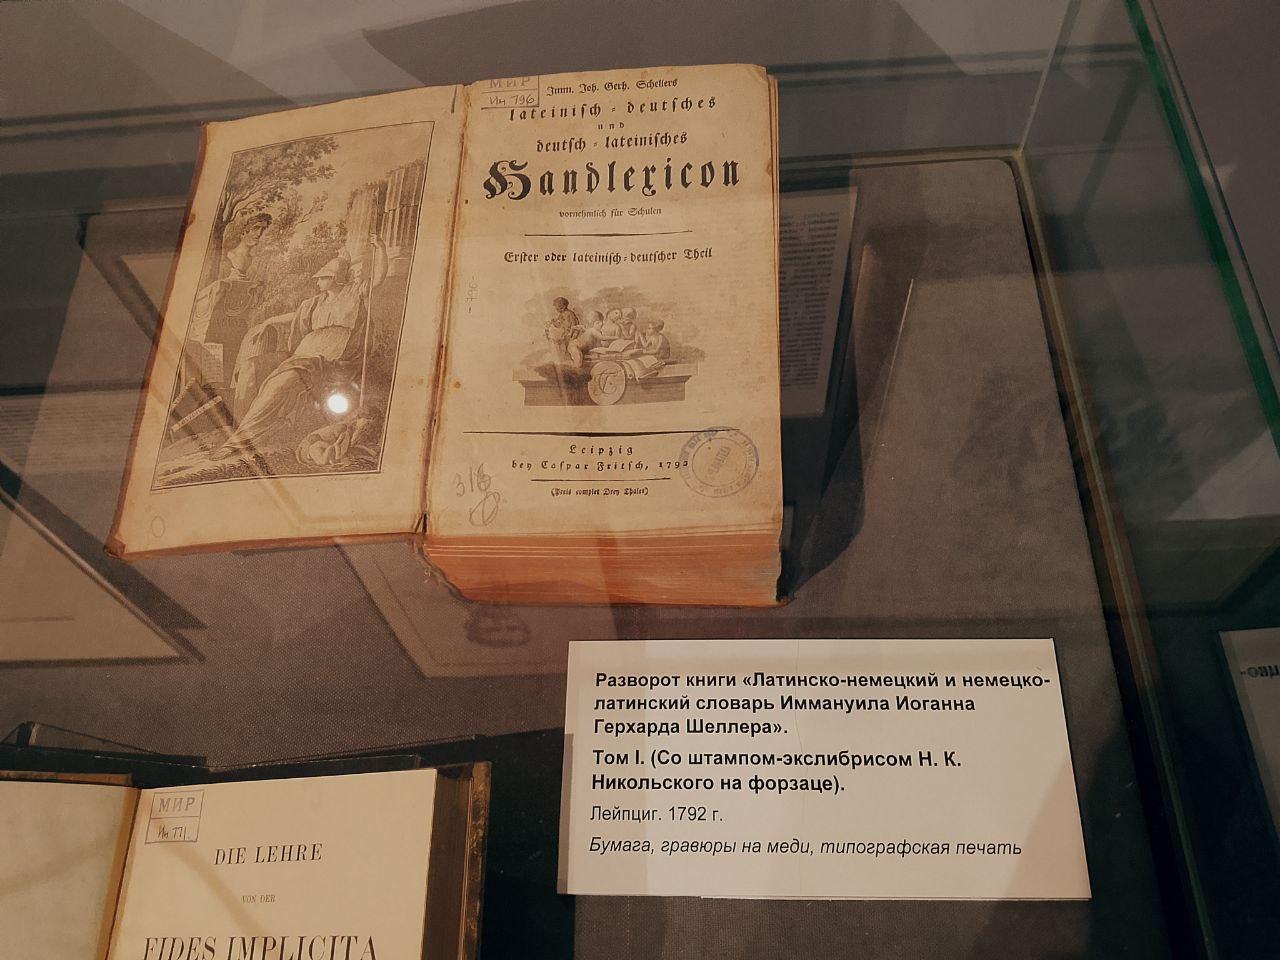 МИР
Ин 796
Imm. Joh. Gerh. Schellers
lateinisch-deutsches
und
deutsch-lateinisches
Handlexicon
vornehmlich für Schulen
Erster oder lateinisch-deutscher Theil
Leipzig
bey Caspar Fritsch, 1792
(Preis complet Drey Thaler)
316
Разворот книги «Латинско-немецкий и немецко-
латинский словарь Иммануила Иоганна
Герхарда Шеллера».
Том I. (Со штампом-экслибрисом Н. К.
Никольского на форзаце).
Лейпциг. 1792 г.
Бумага, гравюры на меди, типографская печать
МИР
Ин 771.
DIE LEHRE
VON DER
FIDES IMPLICITA